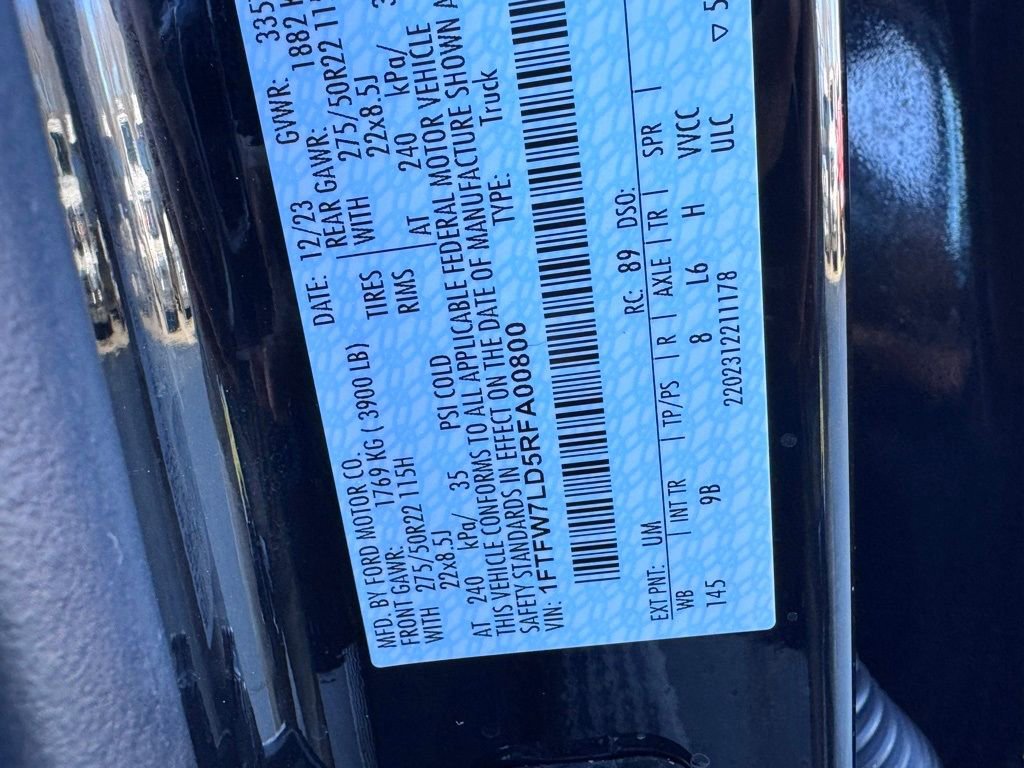 MFD. BY FORD MOTOR CO. DATE: 12/23 GVWR:
FRONT GAWR: 1769 KG ( 3900 LB) REAR GAWR: 1882
WITH 275/50R22 115H TIRES WITH 275/50R22
22x8.5J RIMS 22x8.5J
AT 240 kPa/ 35 PSI COLD AT 240 kPa/
THIS VEHICLE CONFORMS TO ALL APPLICABLE FEDERAL MOTOR VEHICLE
SAFETY STANDARDS IN EFFECT ON THE DATE OF MANUFACTURE SHOWN
VIN: 1FTFW7LD5RFA00800 TYPE: Truck
EXT PNT: UM RC: 89 DSO:
WB | INT TR | TP/PS | R | AXLE | TR | SPR |
145 9B 8 L6 H VVCC
2202312211178 ULC
▽ 5